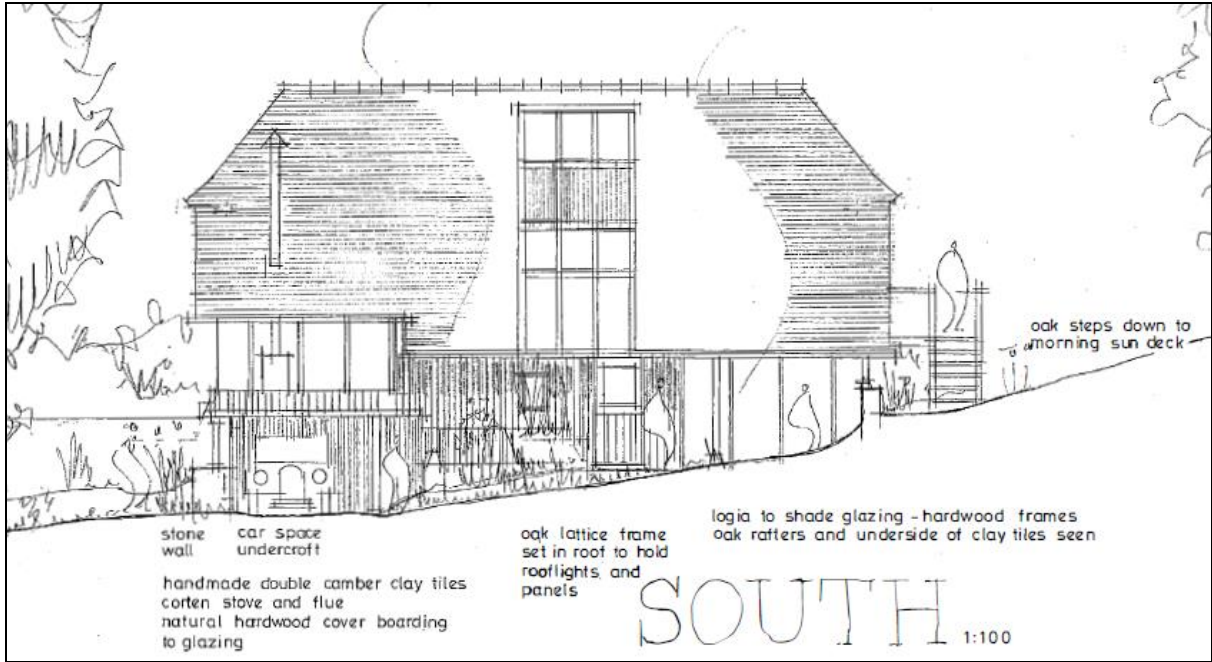 oak steps down to
morning sun deck
stone
wall
car space
undercroft
handmade double camber clay tiles
corten stove and flue
natural hardwood cover boarding
to glazing
oak lattice frame
set in roof to hold
rooflights and
panels
logia to shade glazing - hardwood frames
oak rafters and underside of clay tiles seen
SOUTH 1:100